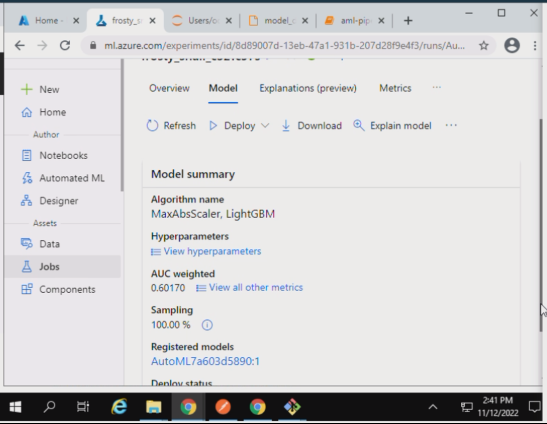 Home -
frosty_s
Users/o
model_
aml-pip
ml.azure.com/experiments/id/8d89007d-13eb-47a1-931b-207d28f9e4f3/runs/Au...
New
Home
Author
Notebooks
Automated ML
Designer
Assets
Data
Jobs
Components
Overview Model Explanations (preview) Metrics ...
Refresh Deploy Download Explain model ...
Model summary
Algorithm name
MaxAbsScaler, LightGBM
Hyperparameters
View hyperparameters
AUC weighted
0.60170 View all other metrics
Sampling
100.00 %
Registered models
AutoML7a603d5890:1
Deploy status
2:41 PM
11/12/2022